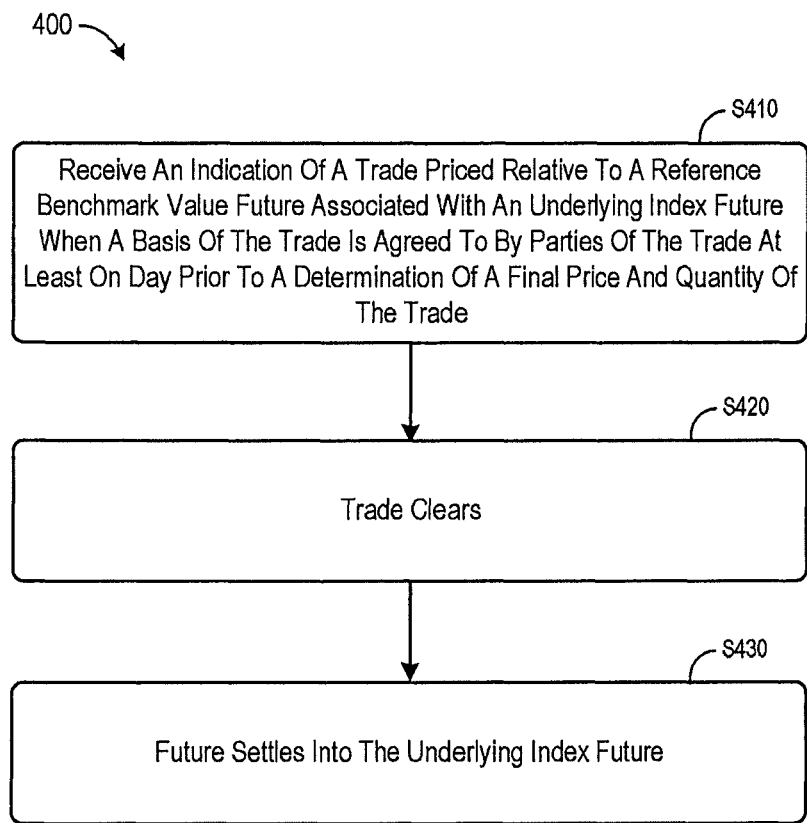 400
S410
Receive An Indication Of A Trade Priced Relative To A Reference
Benchmark Value Future Associated With An Underlying Index Future
When A Basis Of The Trade Is Agreed To By Parties Of The Trade At
Least On Day Prior To A Determination Of A Final Price And Quantity Of
The Trade
S420
Trade Clears
S430
Future Settles Into The Underlying Index Future